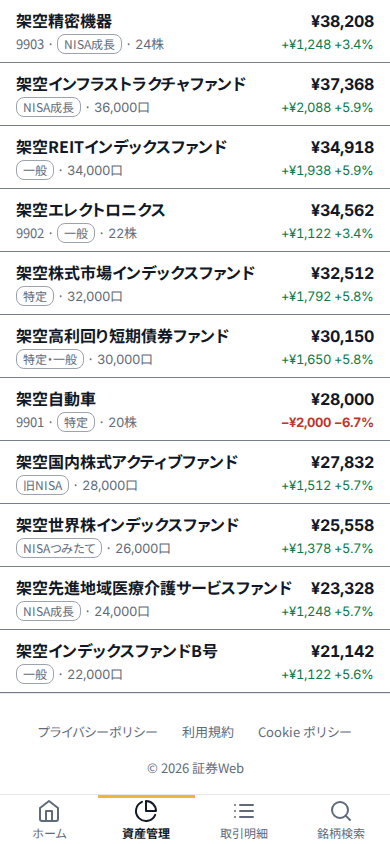 架空精密機器 ¥38,208
9903 · NISA成長 · 24株 +¥1,248 +3.4%
架空インフラストラクチャファンド ¥37,368
NISA成長 · 36,000口 +¥2,088 +5.9%
架空REITインデックスファンド ¥34,918
一般 · 34,000口 +¥1,938 +5.9%
架空エレクトロニクス ¥34,562
9902 · 一般 · 22株 +¥1,122 +3.4%
架空株式市場インデックスファンド ¥32,512
特定 · 32,000口 +¥1,792 +5.8%
架空高利回り短期債券ファンド ¥30,150
特定・一般 · 30,000口 +¥1,650 +5.8%
架空自動車 ¥28,000
9901 · 特定 · 20株 −¥2,000 −6.7%
架空国内株式アクティブファンド ¥27,832
旧NISA · 28,000口 +¥1,512 +5.7%
架空世界株インデックスファンド ¥25,558
NISAつみたて · 26,000口 +¥1,378 +5.7%
架空先進地域医療介護サービスファンド ¥23,328
NISA成長 · 24,000口 +¥1,248 +5.7%
架空インデックスファンドB号 ¥21,142
一般 · 22,000口 +¥1,122 +5.6%
プライバシーポリシー 利用規約 Cookie ポリシー
© 2026 証券Web
ホーム 資産管理 取引明細 銘柄検索